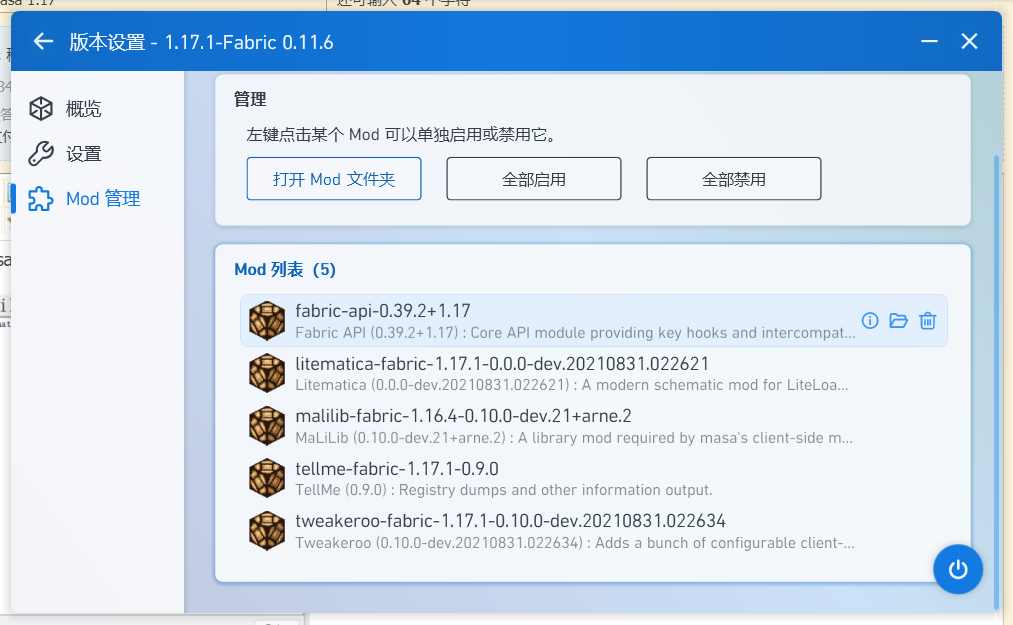 还可输入 84 个字符
版本设置 - 1.17.1-Fabric 0.11.6
概览
设置
Mod 管理
管理
左键点击某个 Mod 可以单独启用或禁用它。
打开 Mod 文件夹
全部启用
全部禁用
Mod 列表 (5)
fabric-api-0.39.2+1.17
Fabric API (0.39.2+1.17) : Core API module providing key hooks and intercompat...
litematica-fabric-1.17.1-0.0.0-dev.20210831.022621
Litematica (0.0.0-dev.20210831.022621) : A modern schematic mod for LiteLoa...
malilib-fabric-1.16.4-0.10.0-dev.21+arne.2
MaLiLib (0.10.0-dev.21+arne.2) : A library mod required by masa's client-side m...
tellme-fabric-1.17.1-0.9.0
TellMe (0.9.0) : Registry dumps and other information output.
tweakeroo-fabric-1.17.1-0.10.0-dev.20210831.022634
Tweakeroo (0.10.0-dev.20210831.022634) : Adds a bunch of configurable client-...